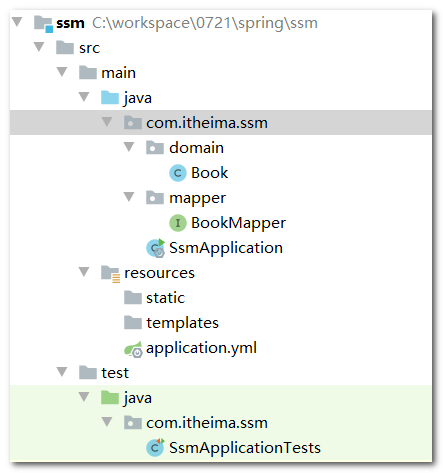 ssm C:\workspace\0721\spring\ssm
src
main
java
com.itheima.ssm
domain
C Book
mapper
I BookMapper
SsmApplication
resources
static
templates
application.yml
test
java
com.itheima.ssm
SsmApplicationTests